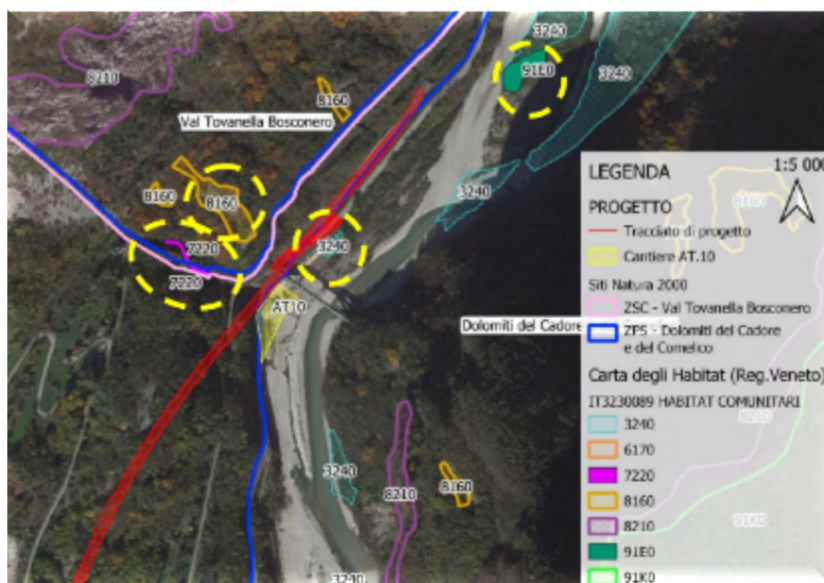 3240
91E0
8210
3240
8160
Val Tovanella Bosconero
8160
8160
3240
3240
7220
7220
AT.10
Dolomiti del Cadore
3240
8210
8160
3240
LEGENDA
1:5 000
PROGETTO
Tracciato di progetto
Cantiere AT.10
Siti Natura 2000
ZSC - Val Tovanella Bosconero
ZPS - Dolomiti del Cadore
e del Comelico
Carta degli Habitat (Reg.Veneto)
IT3230089 HABITAT COMUNITARI
3240
6170
7220
8160
8210
91E0
91K0
8160
8210
91K0